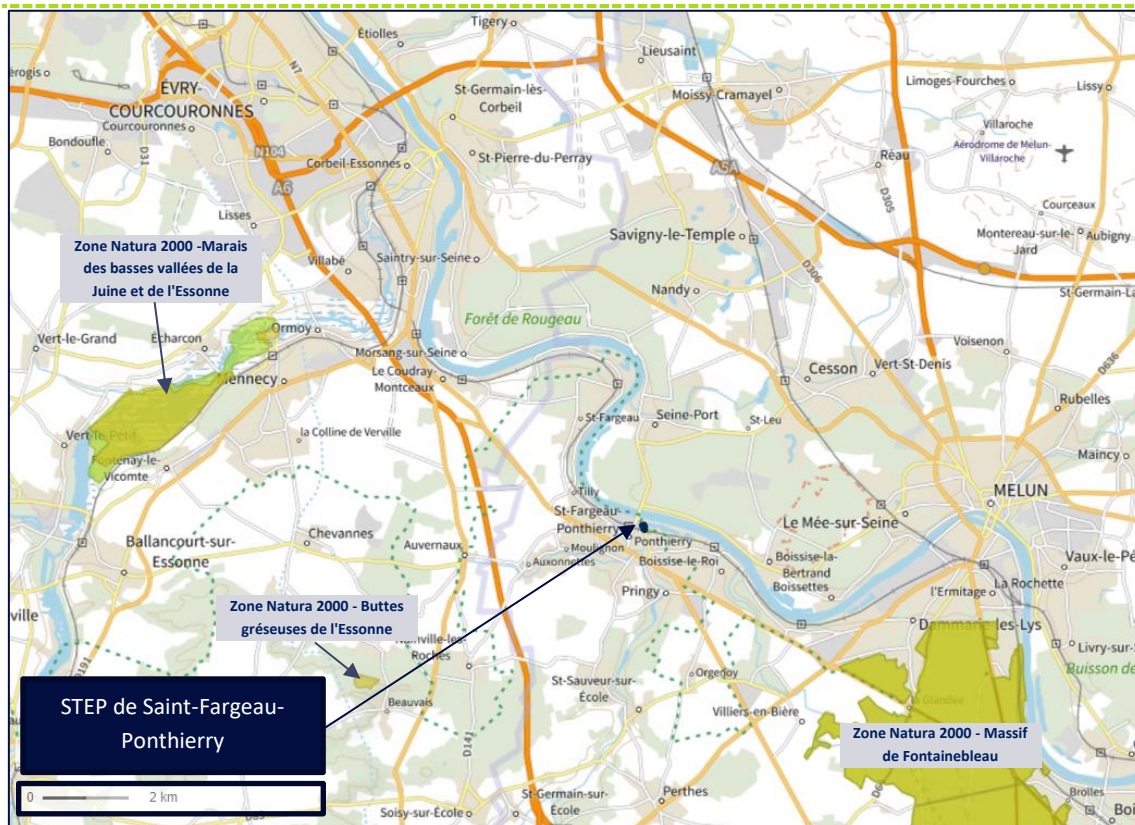 Tigery
Étiolles
Lieusaint
N7
ÉVRY-
COURCOURONNES
Courcouronnes
St-Germain-lès-
Corbeil
Moissy-Cramayel
Limoges-Fourches
Lissy
Villaroche
Aérodrome de Melun-
Villaroche
Bondoufle
D31
N104
A6
Corbeil-Essonnes
St-Pierre-du-Perray
A5A
Réau
D305
Courceaux
Lisses
Savigny-le-Temple
Montereau-sur-le-
Jard
Aubigny
Zone Natura 2000 -Marais
des basses vallées de la
Juine et de l'Essonne
Villabé
Saintry-sur-Seine
D306
Nandy
Forêt de Rougeau
Vert-le-Grand
Écharcon
Ormoy
Morsang-sur-Seine
Le Coudray-
Montceaux
Mennecy
Voisenon
Cesson
Vert-St-Denis
D636
Rubelles
St-Fargeau
Seine-Port
St-Leu
Vert-le-Petit
la Colline de Verville
Fontenay-le-
Vicomte
Maincy
Tilly
MELUN
St-Fargeau-
Ponthierry
Ponthierry
Le Mée-sur-Seine
Chevannes
Ballancourt-sur-
Essonne
Auvernaux
Moulignon
Auxonnettes
Boissise-le-Roi
Boissise-la-
Bertrand
Boissettes
Vaux-le-Pé
La Rochette
Pringy
l'Ermitage
Zone Natura 2000 - Buttes
gréseuses de l'Essonne
ville
Nainville-les-
Roches
Dammarie-les-Lys
Livry-sur-S
Buisson de
D191
St-Sauveur-sur-
École
Orgenoy
STEP de Saint-Fargeau-
Ponthierry
Beauvais
D141
Villiers-en-Bière
la Glandée
Zone Natura 2000 - Massif
de Fontainebleau
0 2 km
Soisy-sur-École
St-Germain-sur-
École
Perthes
Brolles
Boi